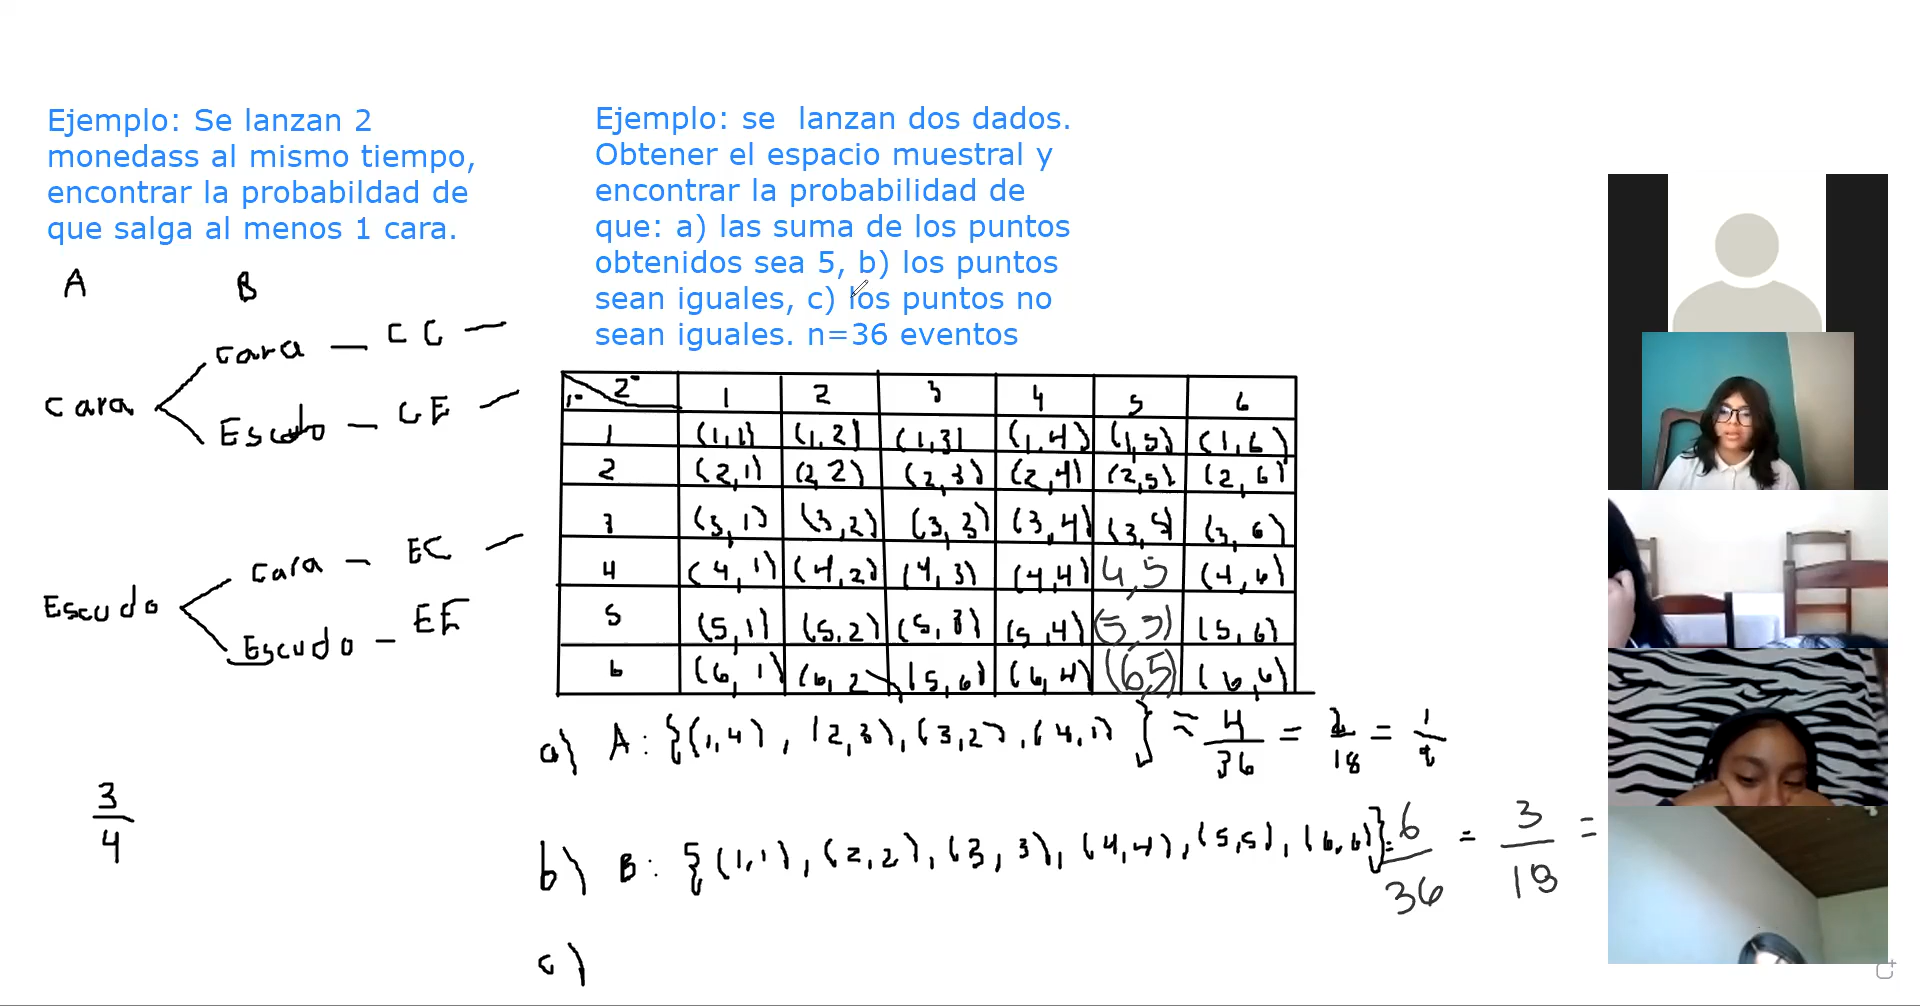 Ejemplo: Se lanzan 2
monedass al mismo tiempo,
encontrar la probabildad de
que salga al menos 1 cara.
A B
cara — CC —
cara
Escudo — CE —
cara — EC —
Escudo
Escudo — EE
3
4
Ejemplo: se lanzan dos dados.
Obtener el espacio muestral y
encontrar la probabilidad de
que: a) las suma de los puntos
obtenidos sea 5, b) los puntos
sean iguales, c) los puntos no
sean iguales. n=36 eventos
1° 2° 1 2 3 4 5 6
1 (1,1) (1,2) (1,3) (1,4) (1,5) (1,6)
2 (2,1) (2,2) (2,3) (2,4) (2,5) (2,6)
3 (3,1) (3,2) (3,3) (3,4) (3,5) (3,6)
4 (4,1) (4,2) (4,3) (4,4) 4,5 (4,6)
5 (5,1) (5,2) (5,3) (5,4) (5,5) (5,6)
6 (6,1) (6,2 (5,6) (6,4) (6,5) (6,6)
a) A: {(1,4), (2,3), (3,2), (4,1)} = 4/36 = 2/18 = 1/9
b) B: {(1,1), (2,2), (3,3), (4,4), (5,5), (6,6)} = 6/36 = 3/18 =
c)